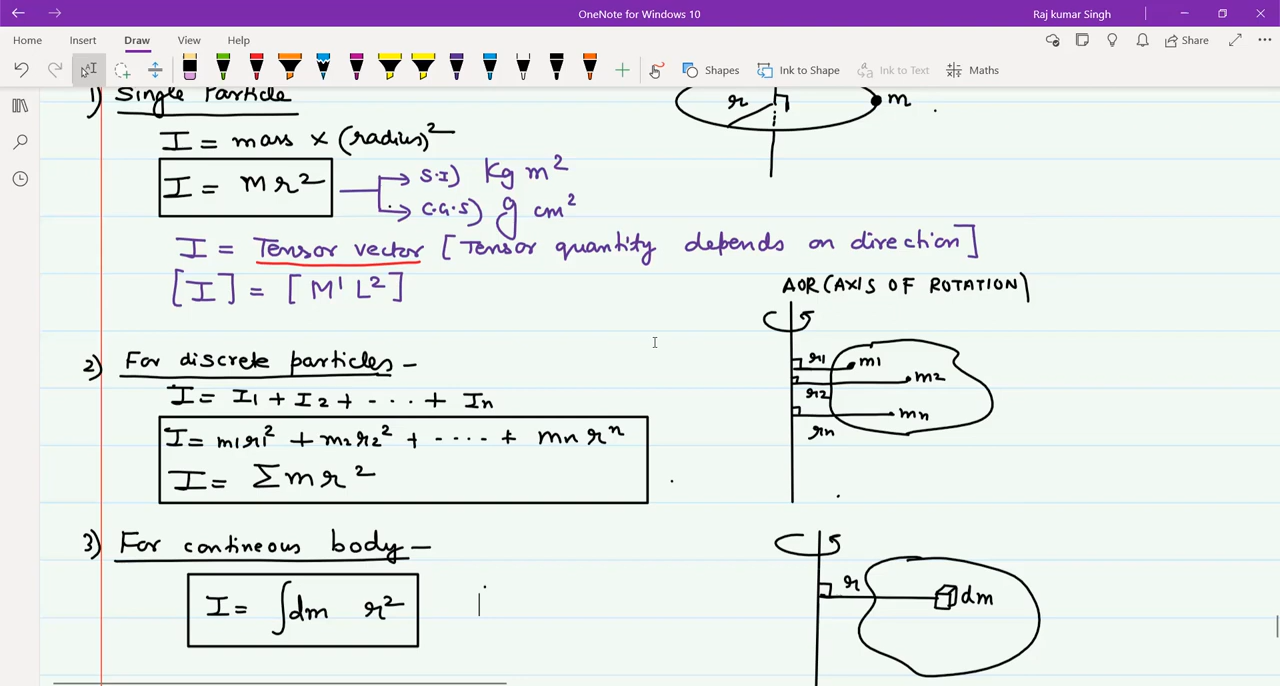 OneNote for Windows 10
Raj kumar Singh
Home Insert Draw View Help
Share
Shapes Ink to Shape Ink to Text Maths
1) Single Particle
r m
I = mass × (radius)²
I = mr² → S.I) Kg m²
→ C.G.S) g cm²
I = Tensor vector [Tensor quantity depends on direction]
[I] = [M¹ L²]
AOR (AXIS OF ROTATION)
r1 m1
r2 m2
rn mn
2) For discrete particles –
I = I1 + I2 + ··· + In
I = m1r1² + m2r2² + ···· + mn rⁿ
I = Σmr²
3) For contineous body –
I = ∫dm r²
r dm